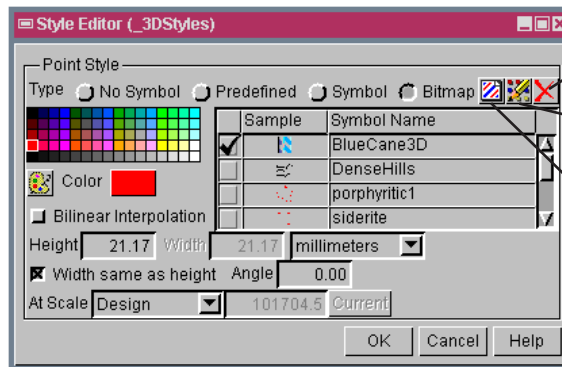 Style Editor (_3DStyles)
Point Style
Type No Symbol Predefined Symbol Bitmap
Sample Symbol Name
BlueCane3D
DenseHills
Color
porphyritic1
Bilinear Interpolation
siderite
Height 21.17 Width 21.17 millimeters
Width same as height Angle 0.00
At Scale Design 101704.5 Current
OK Cancel Help